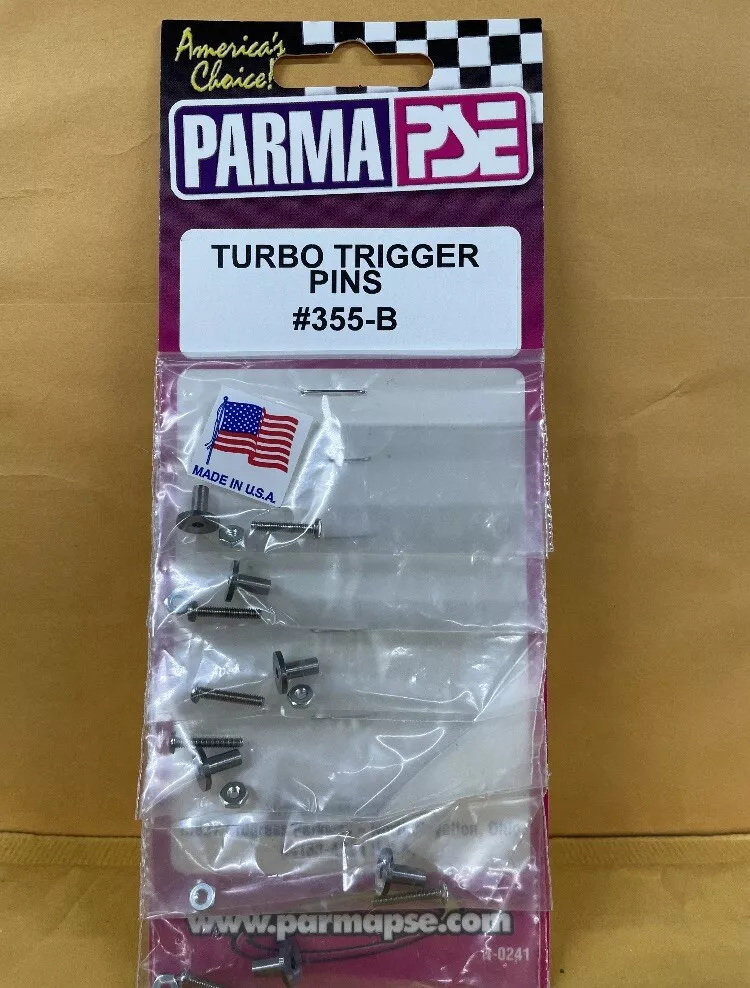 America's
Choice!
PARMA PSE
TURBO TRIGGER
PINS
#355-B
MADE IN U.S.A.
www.parmapse.com